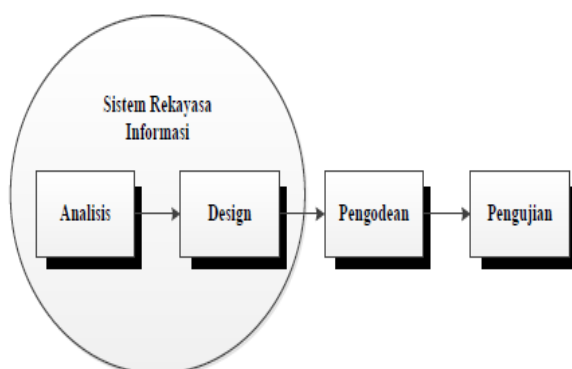 Sistem Rekayasa
Informasi
Analisis
Design
Pengodean
Pengujian